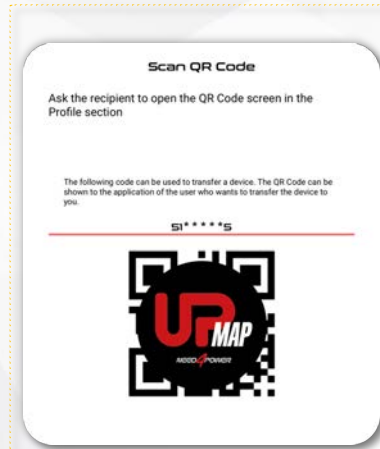 Scan QR Code
Ask the recipient to open the QR Code screen in the
Profile section
The following code can be used to transfer a device. The QR Code can be
shown to the application of the user who wants to transfer the device to
you.
51*****5
UP
MAP
NEED4POWER